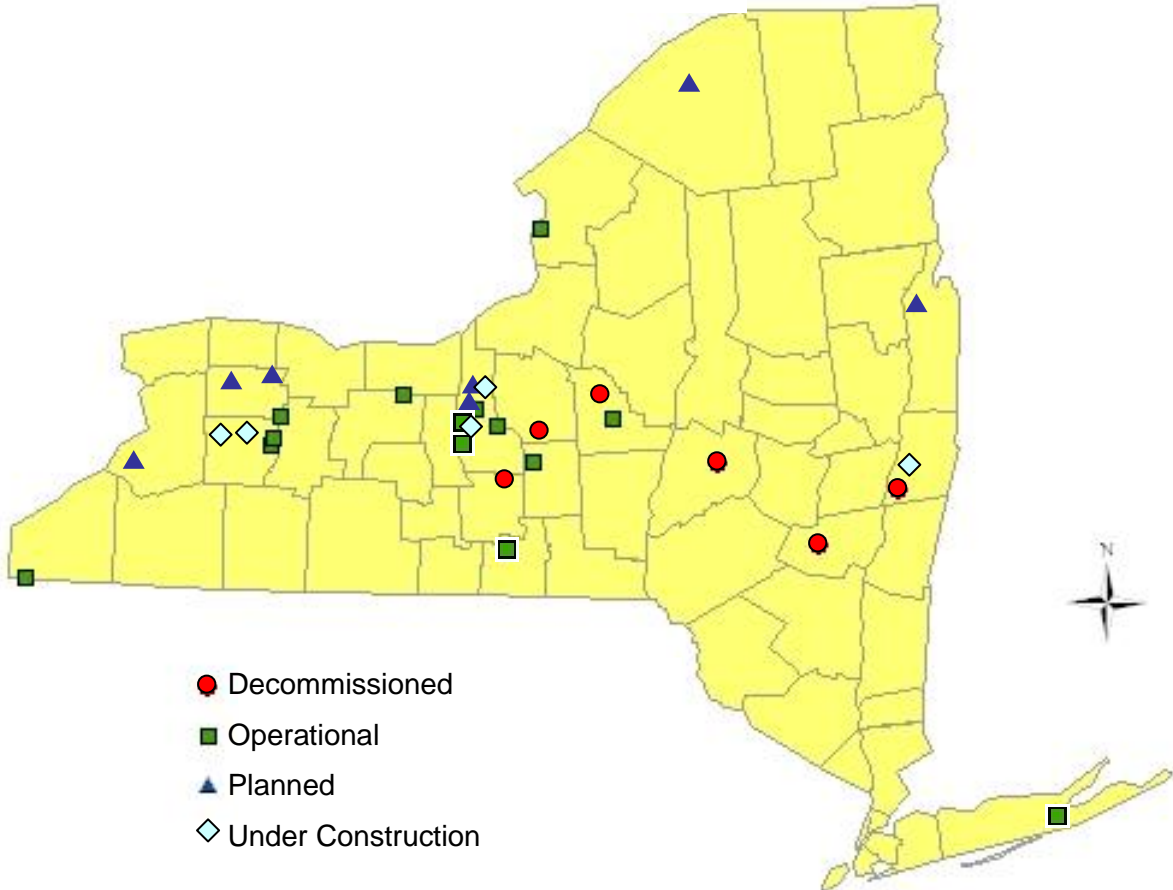 N
Decommissioned
Operational
Planned
Under Construction